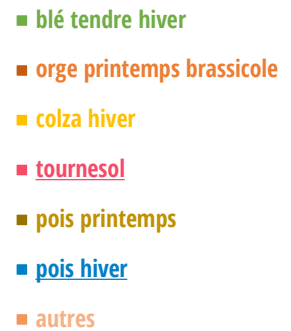 blé tendre hiver
orge printemps brassicole
colza hiver
tournesol
pois printemps
pois hiver
autres